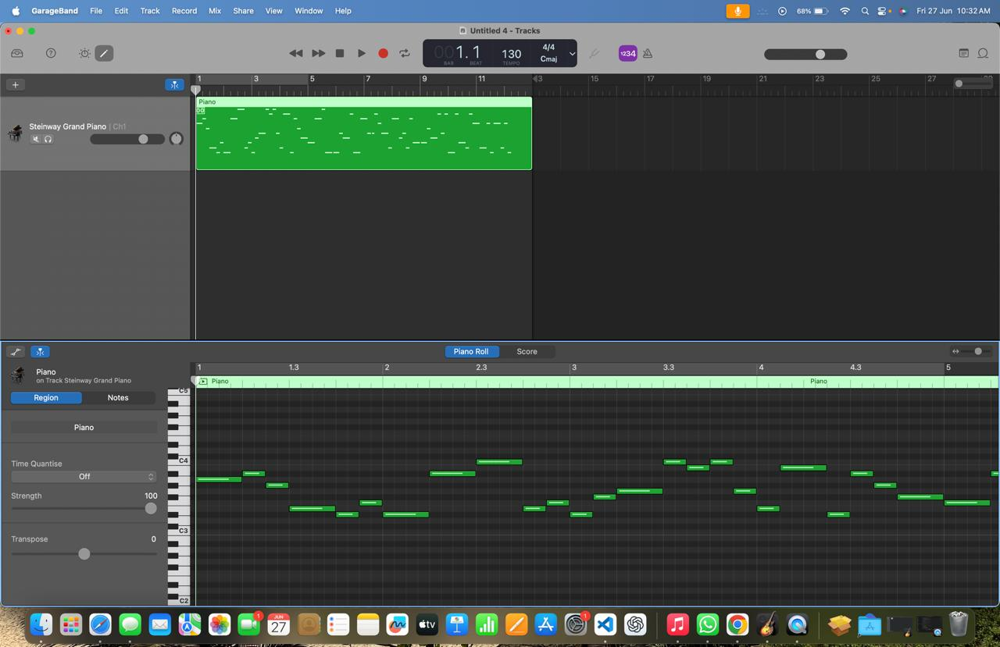 GarageBand File Edit Track Record Mix Share View Window Help 68% Fri 27 Jun 10:32 AM
Untitled 4 - Tracks
001.1 130 4/4 Cmaj 1234
BAR BEAT TEMPO
1 3 5 7 9 11 13 15 17 19 21 23 25 27
Piano
Steinway Grand Piano | Ch1
Piano Roll Score
1 1.3 2 2.3 3 3.3 4 4.3 5
Piano
on Track Steinway Grand Piano
Piano Piano
Region Notes
C5
Piano
Time Quantise
C4
Off
Strength 100
C3
Transpose 0
C2
1 JUN 27 tv 1